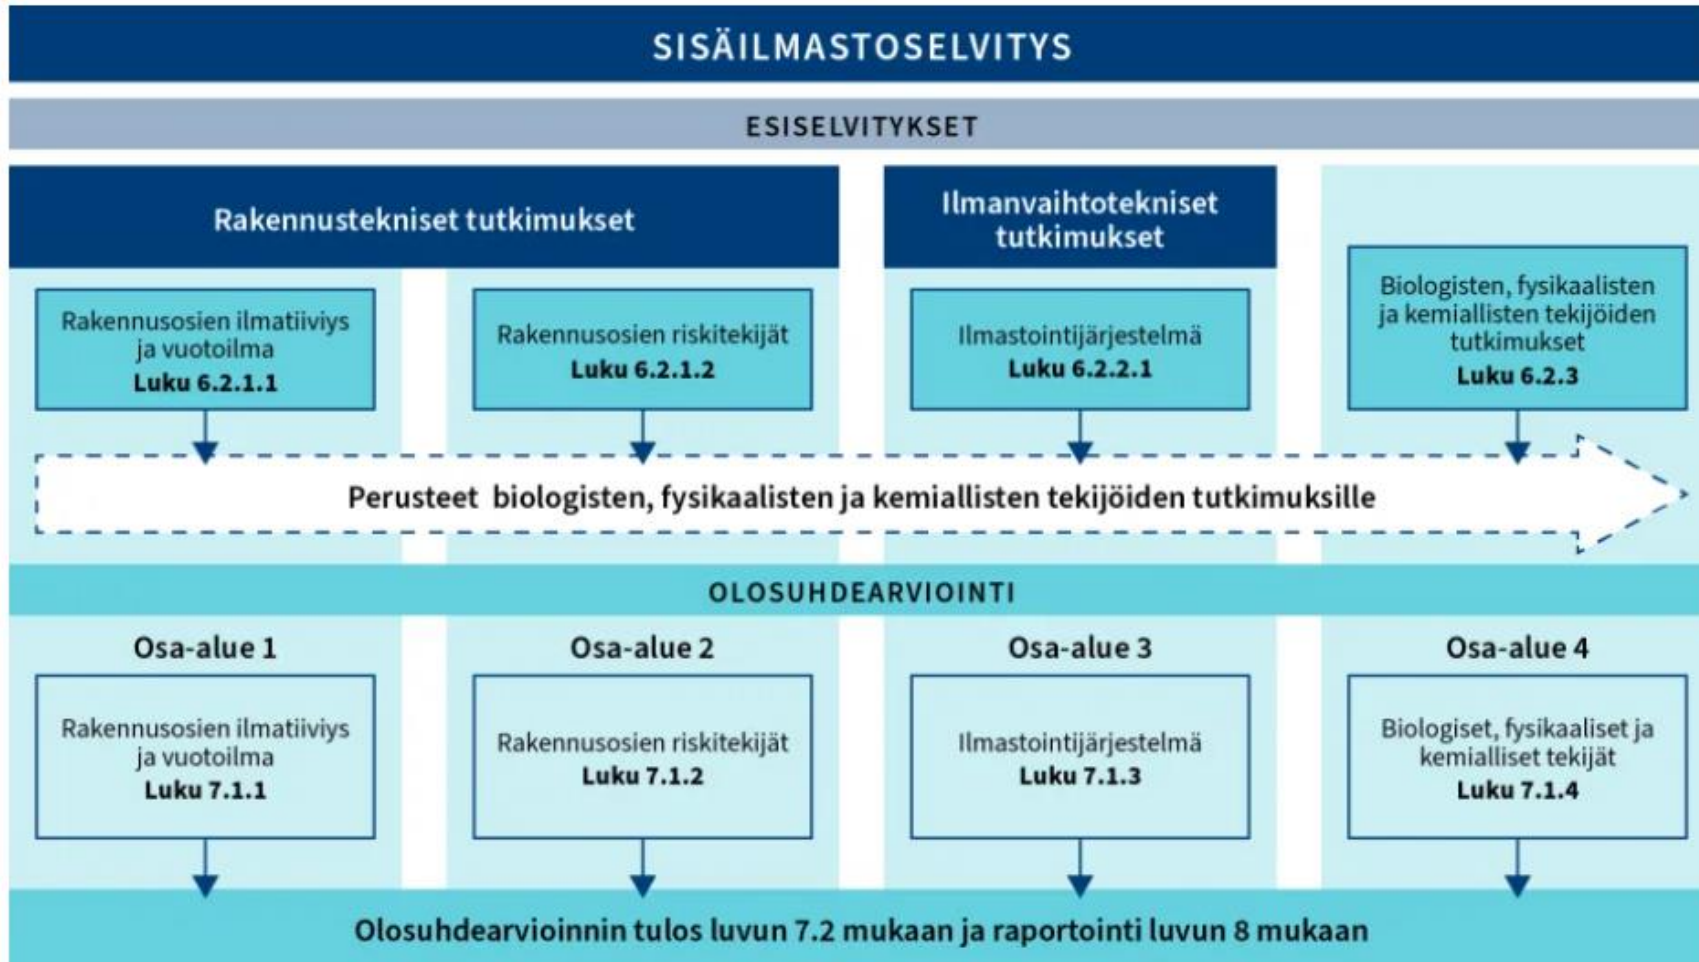 SISÄILMASTOSELVITYS
ESISELVITYKSET
Rakennustekniset tutkimukset
Ilmanvaihtotekniset
tutkimukset
Rakennusosien ilmatiiviys
ja vuotoilma
Luku 6.2.1.1
Rakennusosien riskitekijät
Luku 6.2.1.2
Ilmastointijärjestelmä
Luku 6.2.2.1
Biologisten, fysikaalisten
ja kemiallisten tekijöiden
tutkimukset
Luku 6.2.3
Perusteet biologisten, fysikaalisten ja kemiallisten tekijöiden tutkimuksille
OLOSUHDEARVIOINTI
Osa-alue 1
Rakennusosien ilmatiiviys
ja vuotoilma
Luku 7.1.1
Osa-alue 2
Rakennusosien riskitekijät
Luku 7.1.2
Osa-alue 3
Ilmastointijärjestelmä
Luku 7.1.3
Osa-alue 4
Biologiset, fysikaaliset ja
kemialliset tekijät
Luku 7.1.4
Olosuhdearvioinnin tulos luvun 7.2 mukaan ja raportointi luvun 8 mukaan